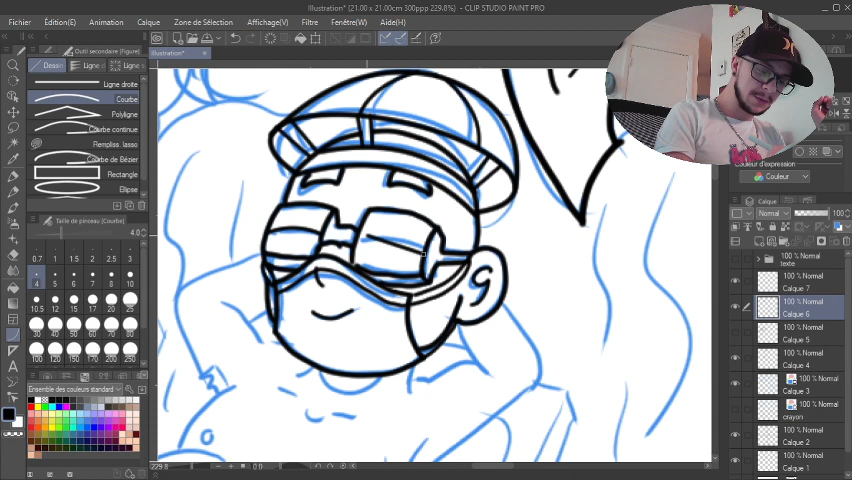 Illustration* (21.00 x 21.00cm 300ppp 229.8%) - CLIP STUDIO PAINT PRO
Fichier Édition(E) Animation Calque Zone de Sélection Affichage(V) Filtre Fenêtre(W) Aide(H)
Outil secondaire [Figure]
Illustration*
Dessin Ligne d Ligne s
Ligne droite
Courbe
Polyligne
Courbe continue
Rempliss. lasso
Courbe de Bézier
Rectangle
Ellipse
Taille de pinceau [Courbe]
4.0
0.7 1 1.5 2 3
4 5 6 7 8 10
10.5 12 15 17 20 25
30 40 50 60 70 80
100 120
Ensemble des couleurs standard
Couleur d'expression
Couleur
Calque
Normal 100
100 % Normal
texte
100 % Normal
Calque 7
100 % Normal
Calque 6
100 % Normal
Calque 5
100 % Normal
Calque 4
100 % Normal
Calque 3
100 % Normal
crayon
100 % Normal
Calque 2
100 % Normal
Calque 1
229.8 0.0